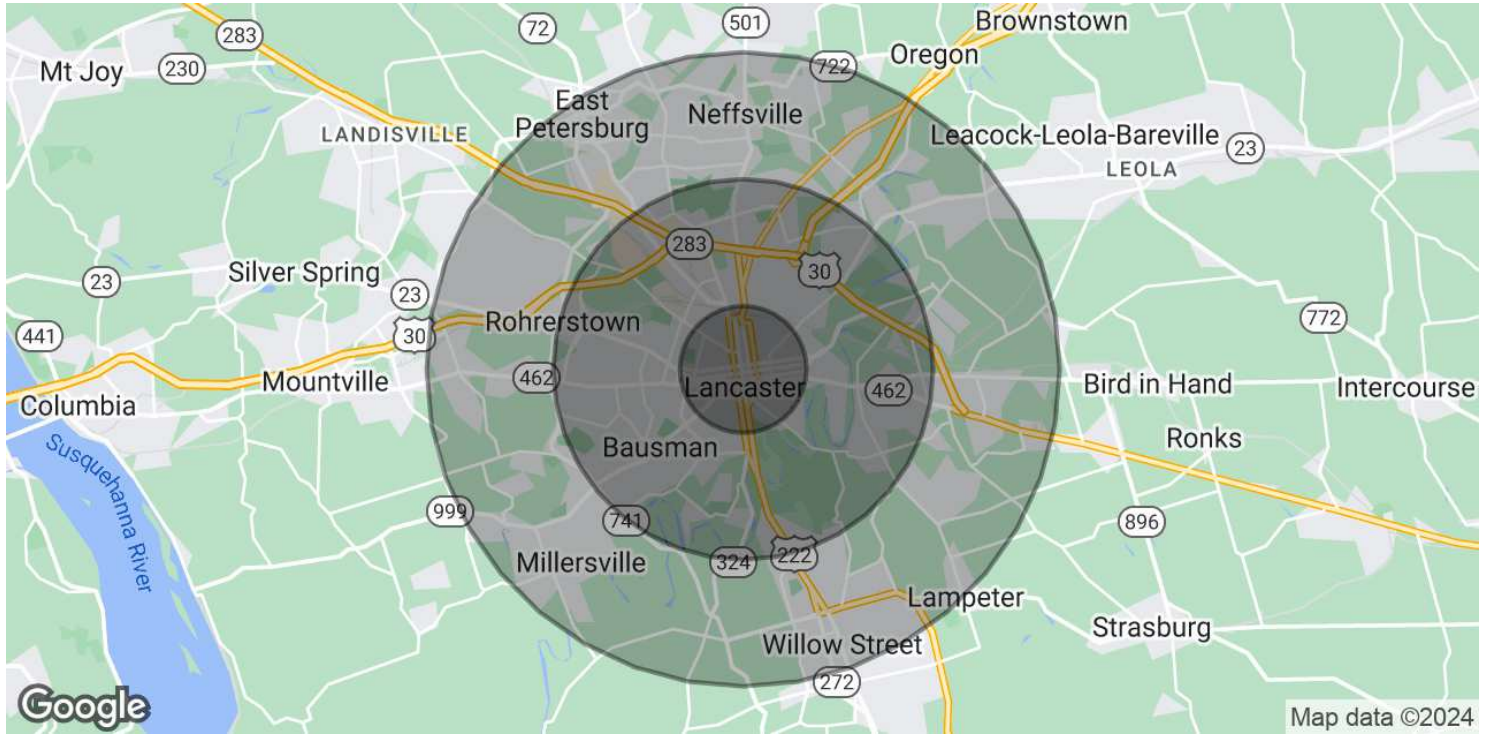 Brownstown
501
72
283
Oregon
722
230
Mt Joy
East
Petersburg
Neffsville
LANDISVILLE
Leacock-Leola-Bareville
23
LEOLA
283
30
Silver Spring
23
23
772
441
30
Rohrerstown
462
Mountville
Lancaster
462
Bird in Hand
Intercourse
Columbia
Bausman
Ronks
Susquehanna River
999
741
896
324
222
Millersville
Lampeter
Strasburg
Willow Street
272
Google
Map data ©2024